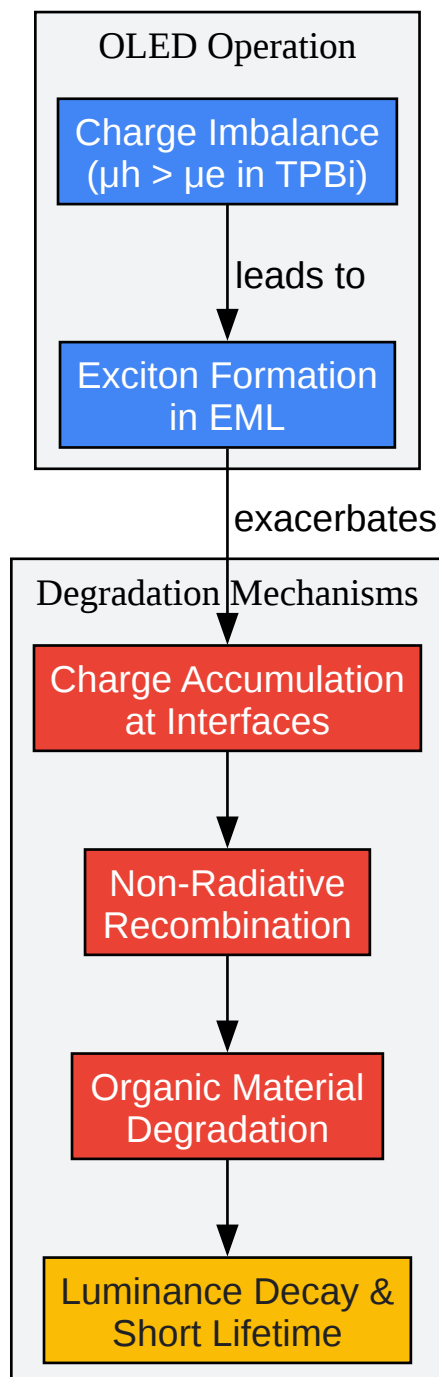 OLED Operation
Charge Imbalance
(μh > μe in TPBi)
leads to
Exciton Formation
in EML
exacerbates
Degradation Mechanisms
Charge Accumulation
at Interfaces
Non-Radiative
Recombination
Organic Material
Degradation
Luminance Decay &
Short Lifetime